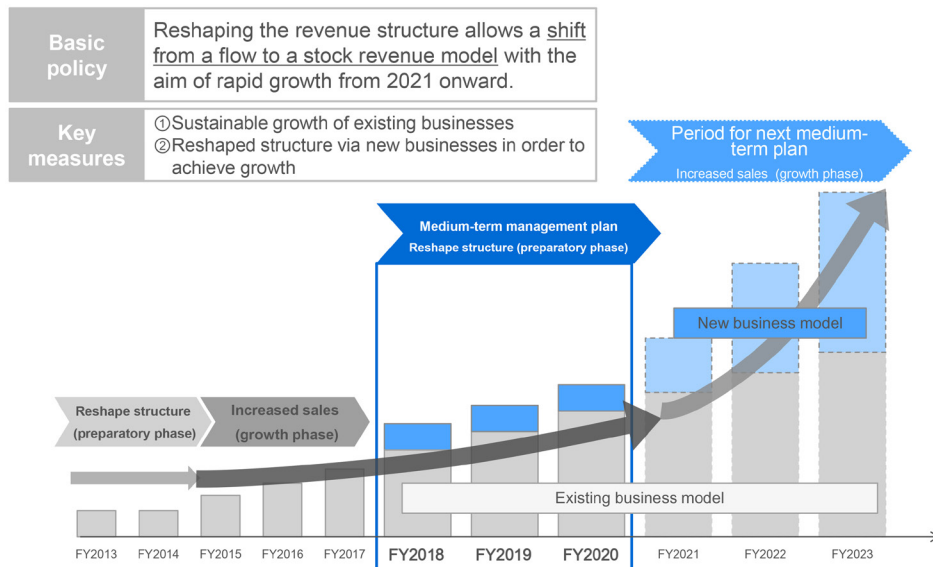 Basic
policy
Reshaping the revenue structure allows a shift
from a flow to a stock revenue model with the
aim of rapid growth from 2021 onward.
Key
measures
①Sustainable growth of existing businesses
②Reshaped structure via new businesses in order to
achieve growth
Period for next medium-
term plan
Increased sales (growth phase)
Medium-term management plan
Reshape structure (preparatory phase)
New business model
Reshape structure
(preparatory phase)
Increased sales
(growth phase)
Existing business model
FY2013
FY2014
FY2015
FY2016
FY2017
FY2018
FY2019
FY2020
FY2021
FY2022
FY2023